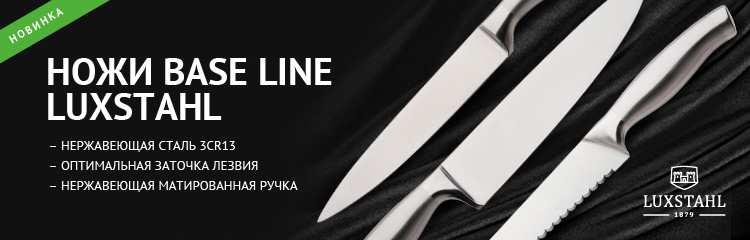 НОВИНКА
НОЖИ BASE LINE
LUXSTAHL
– НЕРЖАВЕЮЩАЯ СТАЛЬ 3CR13
– ОПТИМАЛЬНАЯ ЗАТОЧКА ЛЕЗВИЯ
– НЕРЖАВЕЮЩАЯ МАТИРОВАННАЯ РУЧКА
LUXSTAHL
1879